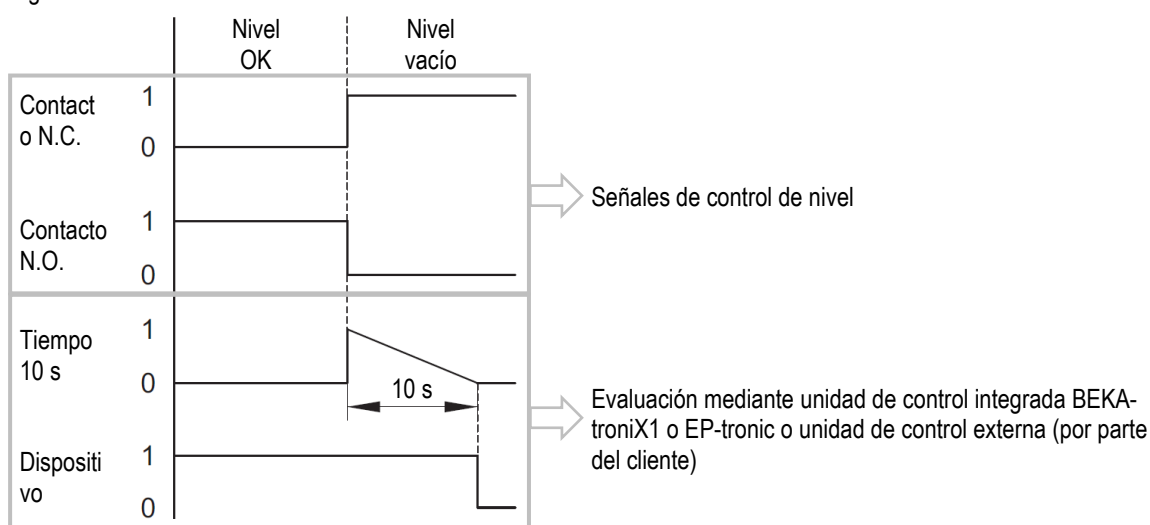 Nivel
OK
Nivel
vacío
Contact
o N.C.
1
0
Contacto
N.O.
1
0
Señales de control de nivel
Tiempo
10 s
1
0
10 s
Dispositi
vo
1
0
Evaluación mediante unidad de control integrada BEKA-
troniX1 o EP-tronic o unidad de control externa (por parte
del cliente)